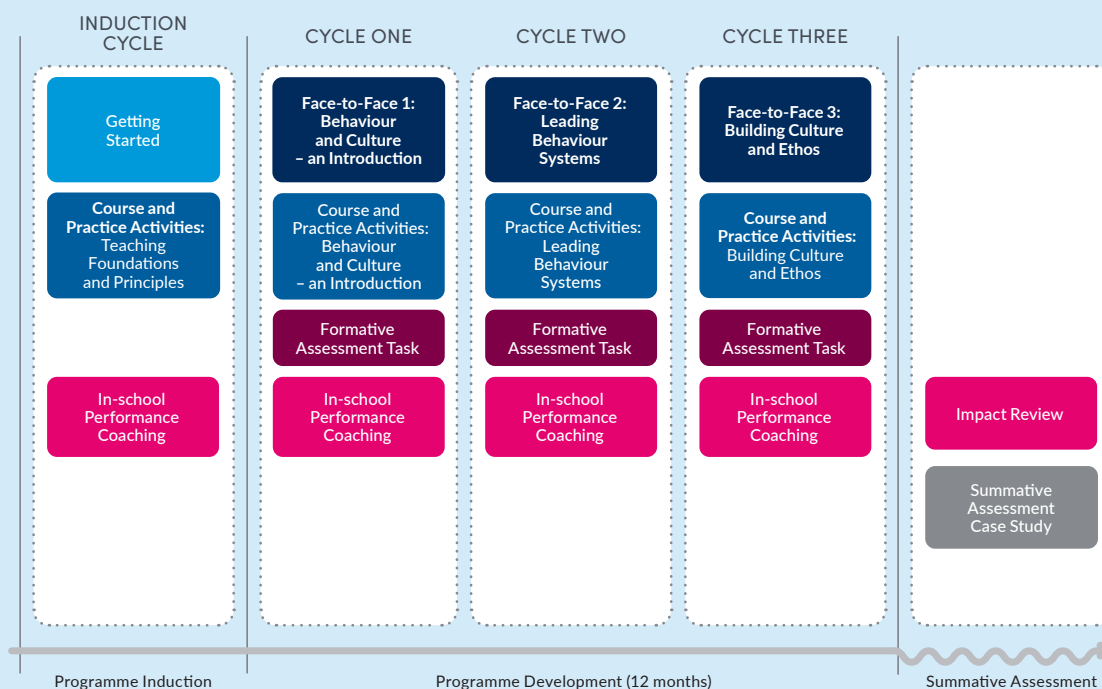 INDUCTION
CYCLE
CYCLE ONE
CYCLE TWO
CYCLE THREE
Getting
Started
Course and
Practice Activities:
Teaching
Foundations
and Principles
In-school
Performance
Coaching
Face-to-Face 1:
Behaviour
and Culture
– an Introduction
Course and
Practice Activities:
Behaviour
and Culture
– an Introduction
Formative
Assessment Task
In-school
Performance
Coaching
Face-to-Face 2:
Leading
Behaviour
Systems
Course and
Practice Activities:
Leading
Behaviour
Systems
Formative
Assessment Task
In-school
Performance
Coaching
Face-to-Face 3:
Building Culture
and Ethos
Course and
Practice Activities:
Building Culture
and Ethos
Formative
Assessment Task
In-school
Performance
Coaching
Impact Review
Summative
Assessment
Case Study
Programme Induction
Programme Development (12 months)
Summative Assessment